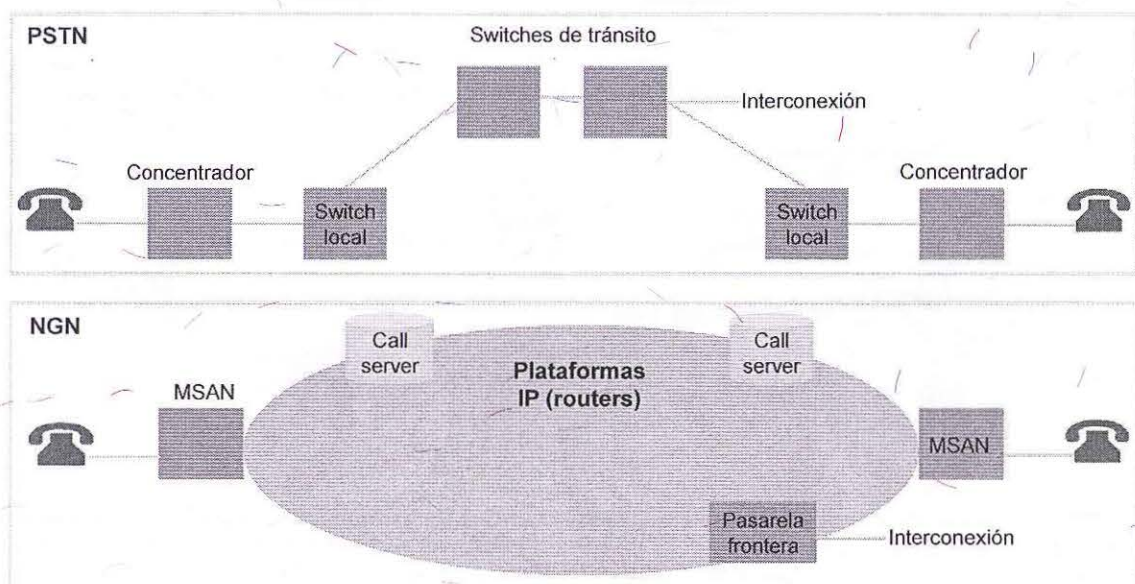 PSTN
Switches de tránsito
Interconexión
Concentrador
Concentrador
Switch
local
Switch
local
NGN
Call
server
Call
server
Plataformas
IP (routers)
MSAN
MSAN
Pasarela
frontera
Interconexión